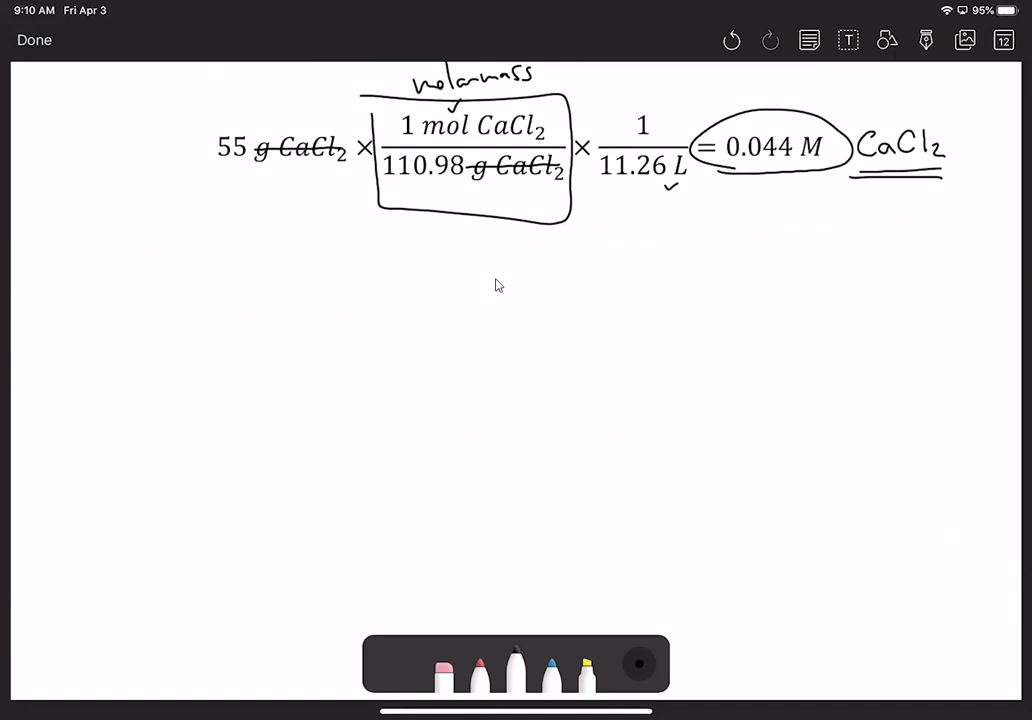 9:10 AM Fri Apr 3 95%
Done T 12
molarmass
55 g CaCl₂ × 1 mol CaCl₂ / 110.98 g CaCl₂ × 1 / 11.26 L = 0.044 M CaCl₂